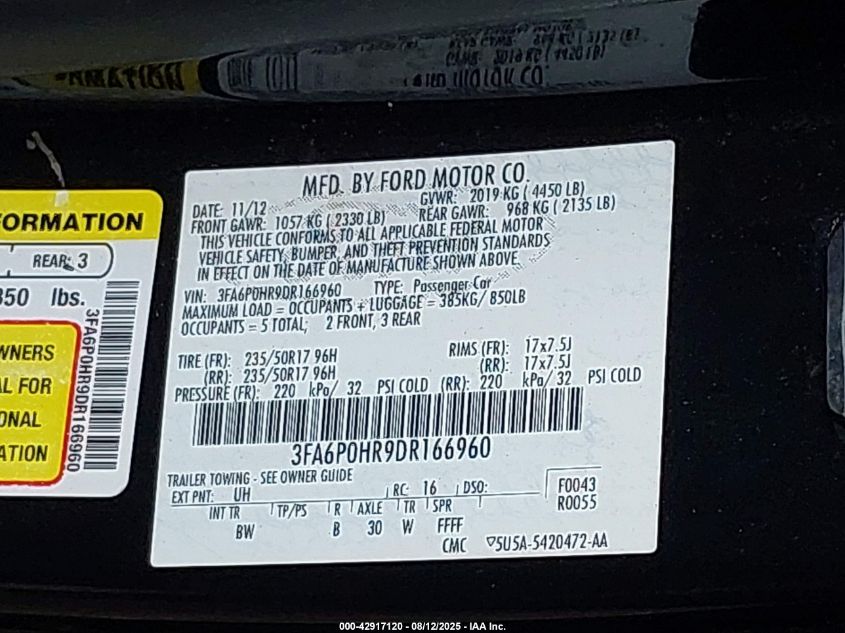 MFD. BY FORD MOTOR CO.
DATE: 11/12 GVWR: 2019 KG ( 4450 LB)
FRONT GAWR: 1057 KG ( 2330 LB) REAR GAWR: 968 KG ( 2135 LB)
THIS VEHICLE CONFORMS TO ALL APPLICABLE FEDERAL MOTOR
VEHICLE SAFETY, BUMPER, AND THEFT PREVENTION STANDARDS
IN EFFECT ON THE DATE OF MANUFACTURE SHOWN ABOVE.
VIN: 3FA6P0HR9DR166960 TYPE: Passenger Car
MAXIMUM LOAD = OCCUPANTS + LUGGAGE = 385KG/ 850LB
OCCUPANTS = 5 TOTAL; 2 FRONT, 3 REAR
TIRE (FR): 235/50R17 96H RIMS (FR): 17x7.5J
(RR): 235/50R17 96H (RR): 17x7.5J
PRESSURE (FR): 220 kPa/ 32 PSI COLD (RR): 220 kPa/ 32 PSI COLD
3FA6P0HR9DR166960
TRAILER TOWING - SEE OWNER GUIDE
EXT PNT: UH RC: 16 DSO: F0043
R0055
INT TR TP/PS R AXLE TR SPR
BW B 30 W FFFF
CMC 5U5A-5420472-AA
FORMATION
REAR: 3
850 lbs.
3FA6P0HR9DR166960
WNERS
AL FOR
ONAL
ATION
000-42917120 - 08/12/2025 - IAA Inc.